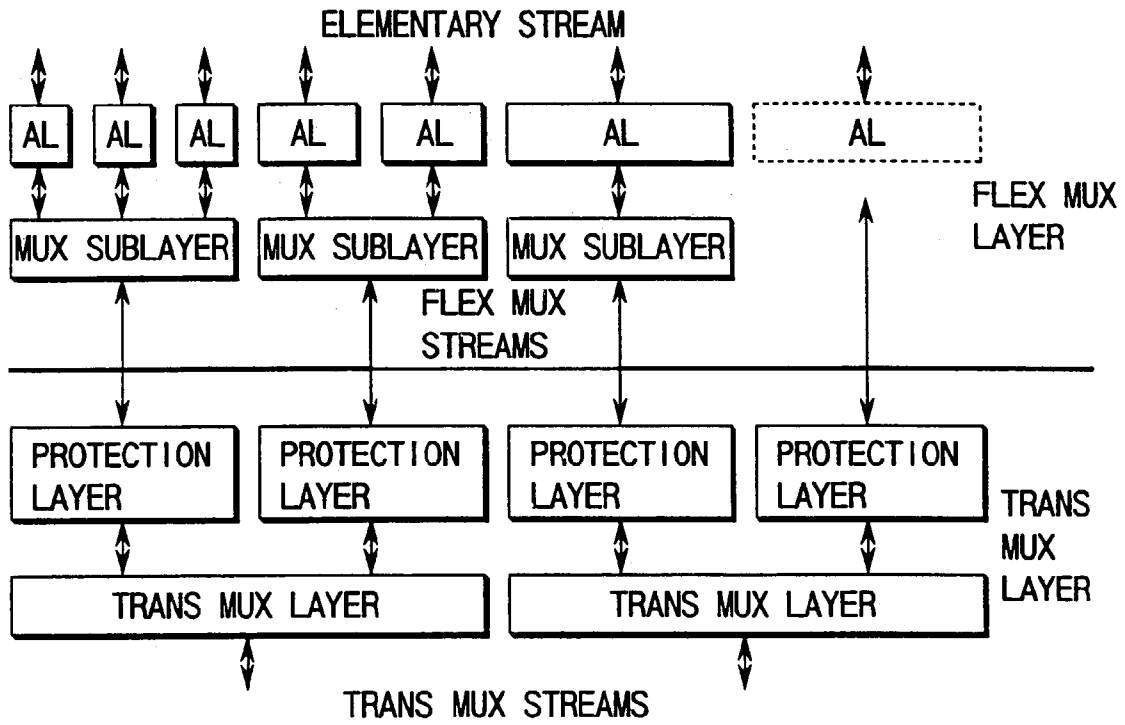 ELEMENTARY STREAM
AL AL AL AL AL AL AL
FLEX MUX
LAYER
MUX SUBLAYER MUX SUBLAYER MUX SUBLAYER
FLEX MUX
STREAMS
PROTECTION
LAYER
PROTECTION
LAYER
PROTECTION
LAYER
PROTECTION
LAYER
TRANS
MUX
LAYER
TRANS MUX LAYER TRANS MUX LAYER
TRANS MUX STREAMS